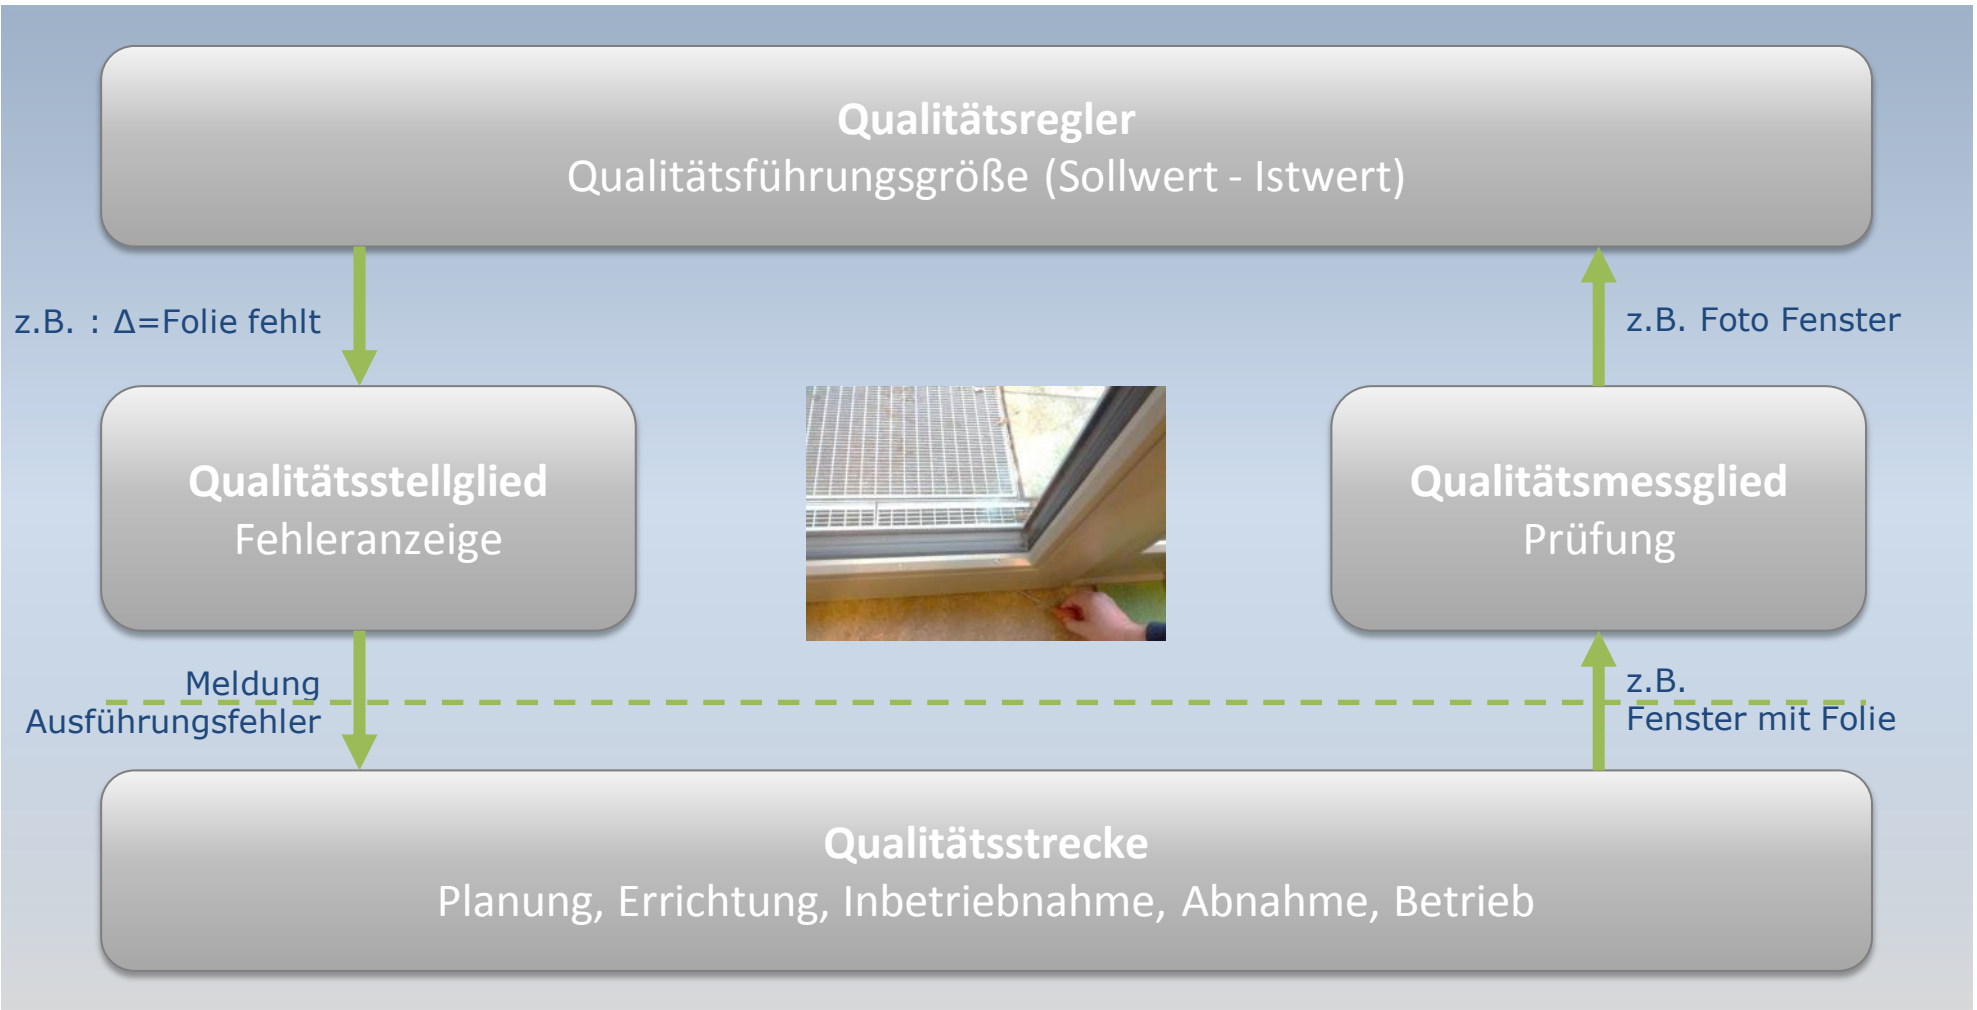 Qualitätsregler
Qualitätsführungsgröße (Sollwert - Istwert)
z.B. : Δ=Folie fehlt
z.B. Foto Fenster
Qualitätsstellglied
Fehleranzeige
Qualitätsmessglied
Prüfung
Meldung
Ausführungsfehler
z.B.
Fenster mit Folie
Qualitätsstrecke
Planung, Errichtung, Inbetriebnahme, Abnahme, Betrieb